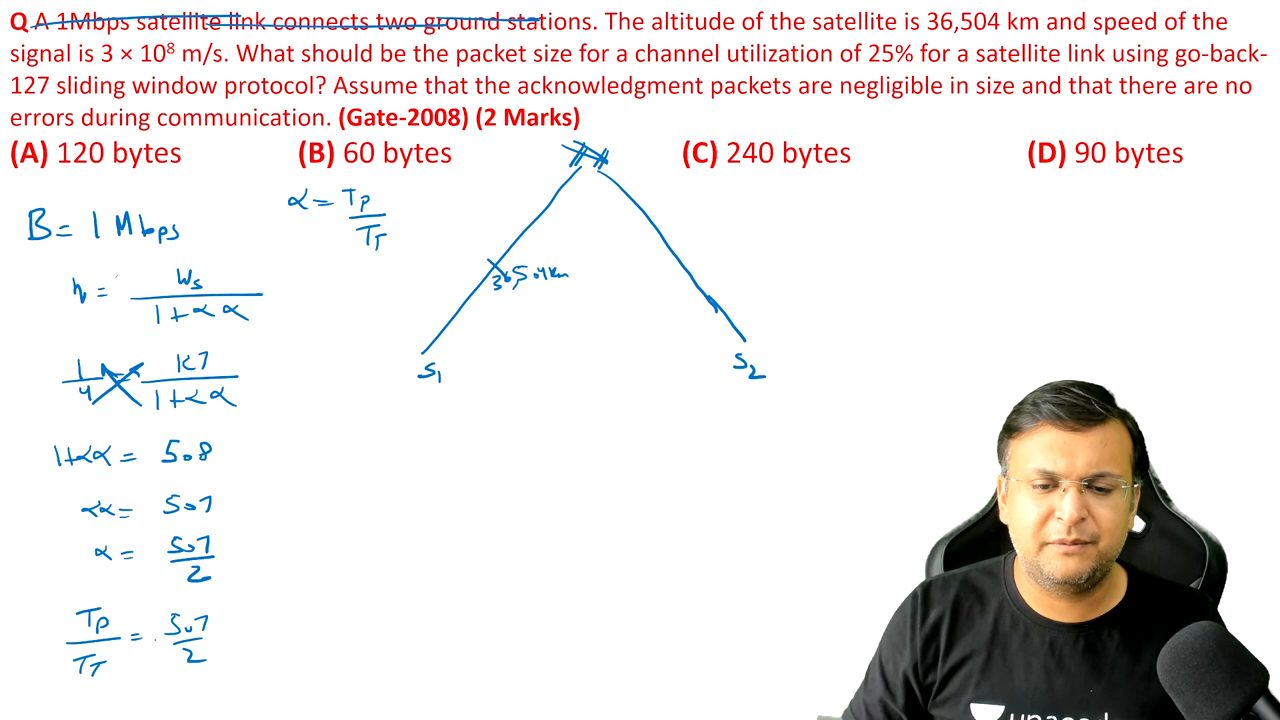 Q A 1Mbps satellite link connects two ground stations. The altitude of the satellite is 36,504 km and speed of the
signal is 3 × 10⁸ m/s. What should be the packet size for a channel utilization of 25% for a satellite link using go-back-
127 sliding window protocol? Assume that the acknowledgment packets are negligible in size and that there are no
errors during communication. (Gate-2008) (2 Marks)
(A) 120 bytes (B) 60 bytes (C) 240 bytes (D) 90 bytes
α = Tp / TT
B = 1 Mbps
η = Ws / 1+2α
36,504km
1/4 127 / 1+2α
S1 S2
1+2α = 508
2α = 507
α = 507/2
Tp / TT = 507/2